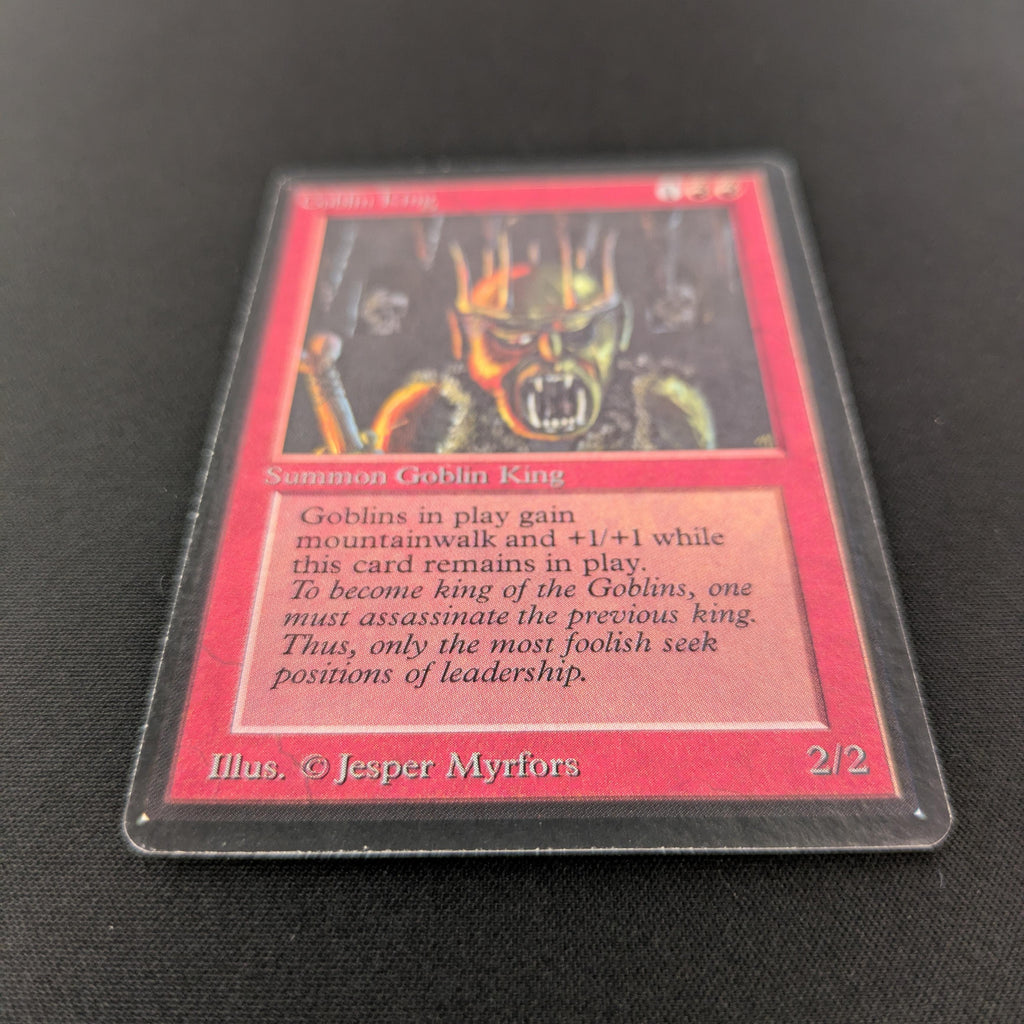 Goblin King
Summon Goblin King
Goblins in play gain
mountainwalk and +1/+1 while
this card remains in play.
To become king of the Goblins, one
must assassinate the previous king.
Thus, only the most foolish seek
positions of leadership.
Illus. © Jesper Myrfors
2/2